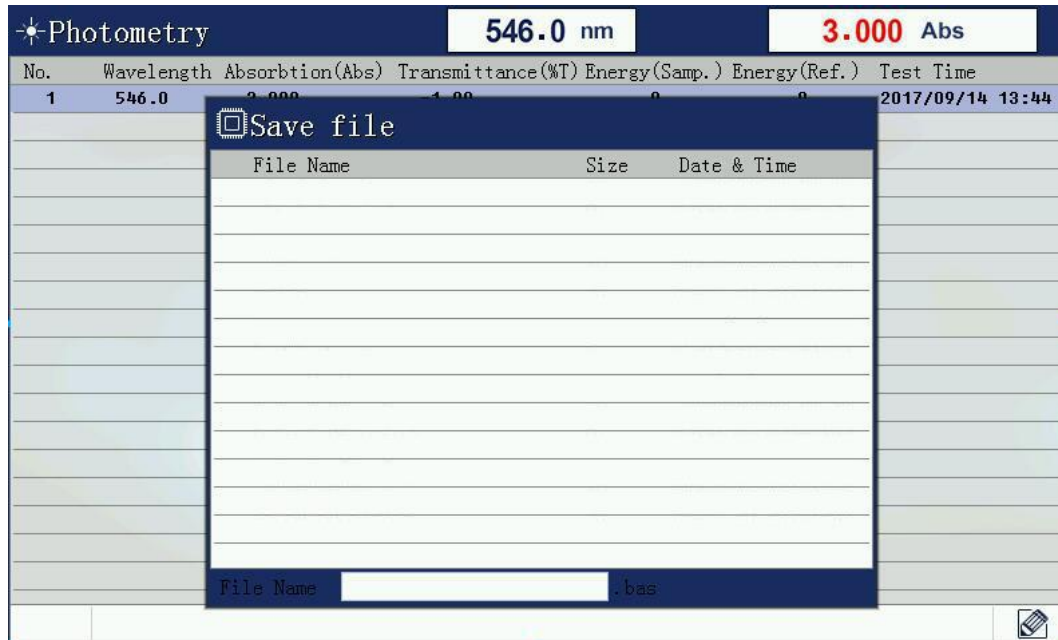 Photometry 546.0 nm 3.000 Abs
No. Wavelength Absorbtion(Abs) Transmittance(%T) Energy(Samp.) Energy(Ref.) Test Time
1 546.0 2017/09/14 13:44
Save file
File Name Size Date & Time
File Name .bas